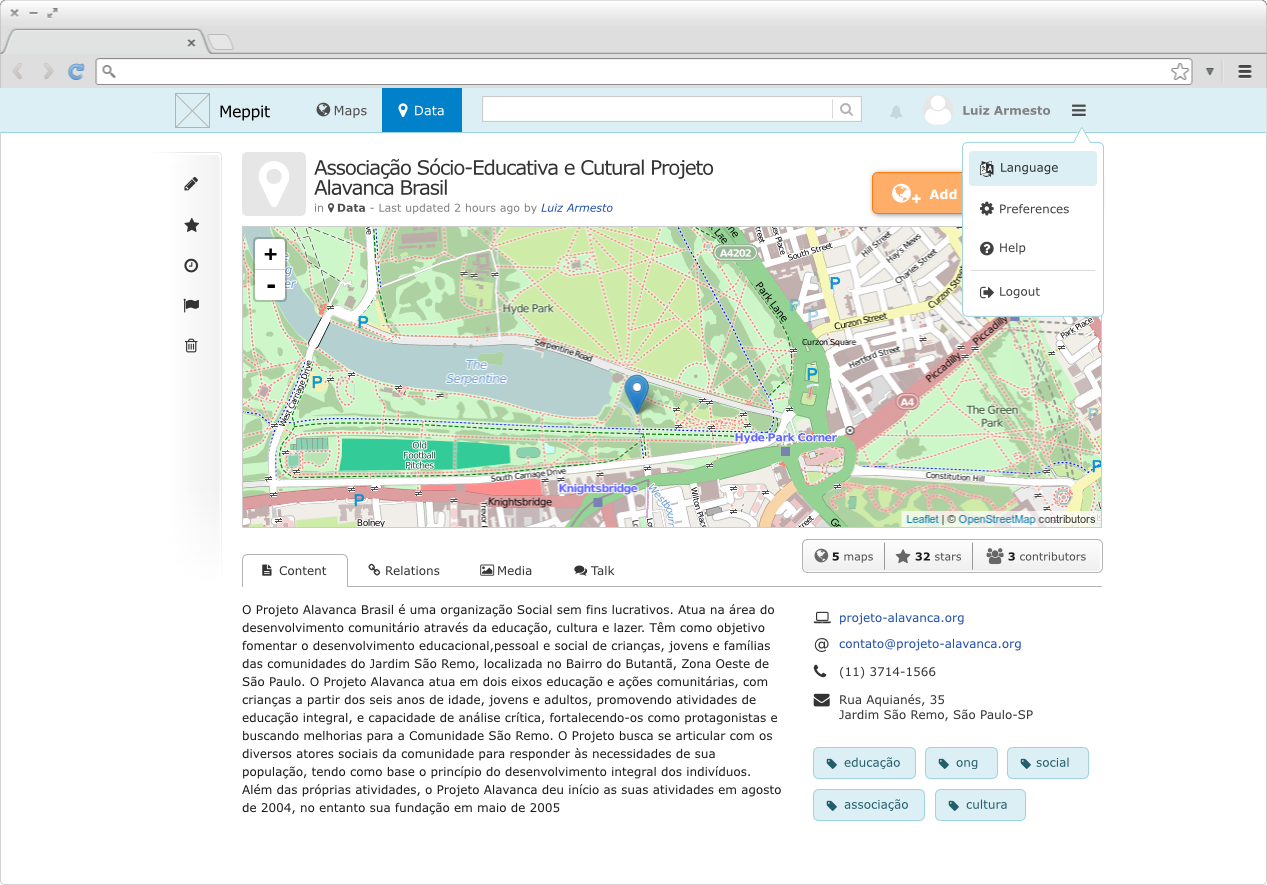 Meppit
Maps
Data
Luiz Armesto
Language
Preferences
Help
Logout
Associação Sócio-Educativa e Cutural Projeto
Alavanca Brasil
in Data - Last updated 2 hours ago by Luiz Armesto
Add
+
-
A4202
South Street
Hill Street
Hay's Mews
Charles Street
Park Lane
Curzon Street
Curzon Square
Hertford Street
Piccadilly
Piccadilly
Park Place
P
P
P
P
P
P
P
Hyde Park
Serpentine Road
The
Serpentine
West Carriage Drive
A4
The Green
Park
Old
Football
Pitches
Hyde Park Corner
South Carriage Drive
Constitution Hill
Knightsbridge
Knightsbridge
Bolney
Leaflet | © OpenStreetMap contributors
5 maps
32 stars
3 contributors
Content
Relations
Media
Talk
O Projeto Alavanca Brasil é uma organização Social sem fins lucrativos. Atua na área do
desenvolvimento comunitário através da educação, cultura e lazer. Têm como objetivo
fomentar o desenvolvimento educacional,pessoal e social de crianças, jovens e famílias
das comunidades do Jardim São Remo, localizada no Bairro do Butantã, Zona Oeste de
São Paulo. O Projeto Alavanca atua em dois eixos educação e ações comunitárias, com
crianças a partir dos seis anos de idade, jovens e adultos, promovendo atividades de
educação integral, e capacidade de análise crítica, fortalecendo-os como protagonistas e
buscando melhorias para a Comunidade São Remo. O Projeto busca se articular com os
diversos atores sociais da comunidade para responder às necessidades de sua
população, tendo como base o princípio do desenvolvimento integral dos indivíduos.
Além das próprias atividades, o Projeto Alavanca deu início as suas atividades em agosto
de 2004, no entanto sua fundação em maio de 2005
projeto-alavanca.org
@ contato@projeto-alavanca.org
(11) 3714-1566
Rua Aquianés, 35
Jardim São Remo, São Paulo-SP
educação
ong
social
associação
cultura